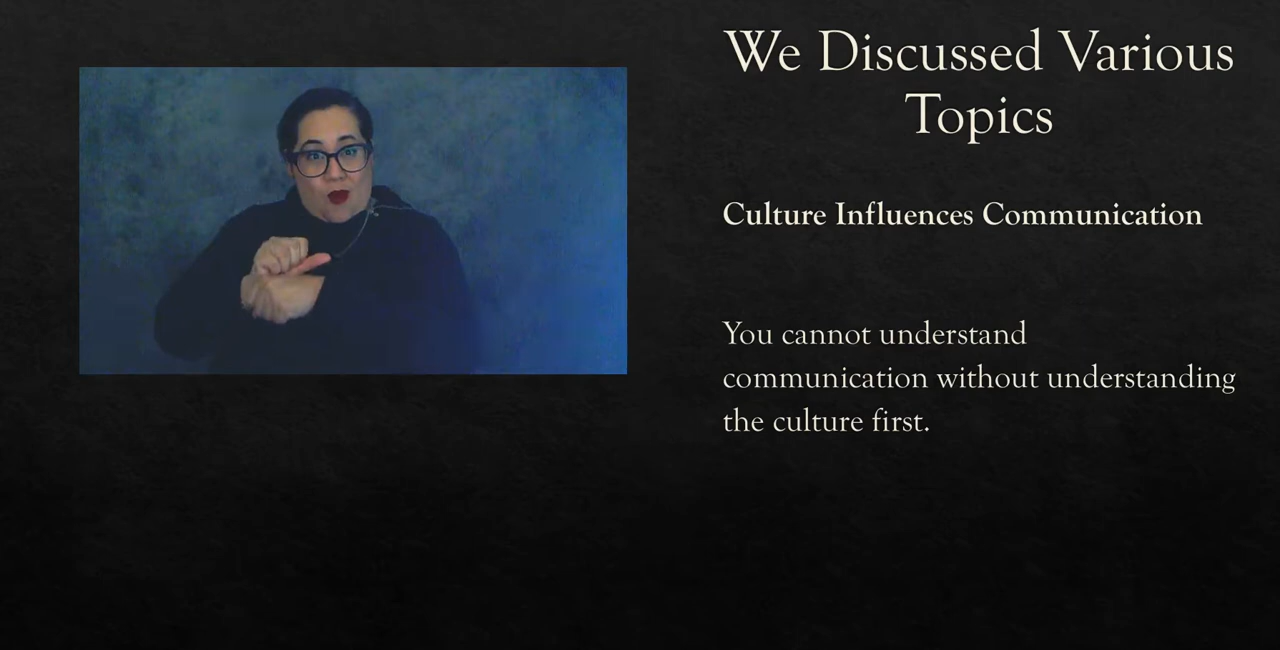 We Discussed Various
Topics
Culture Influences Communication
You cannot understand
communication without understanding
the culture first.